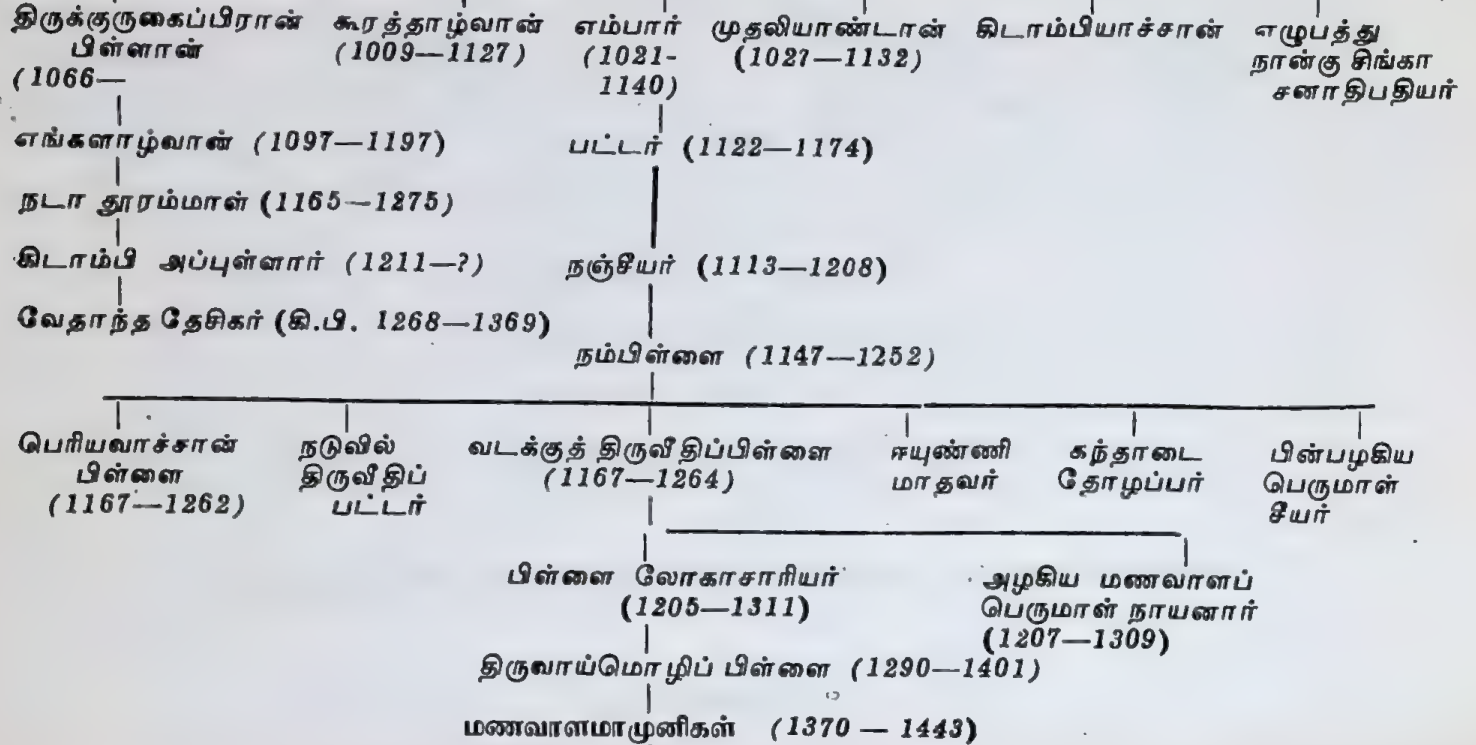 திருக்குருகைப்பிரான் கூரத்தாழ்வான் எம்பார் முதலியாண்டான் கிடாம்பியாச்சான் எழுபத்து
பிள்ளான் (1009—1127) (1021- (1027—1132) நான்கு சிங்கா
(1066— 1140) சனாதிபதியர்
எங்களாழ்வான் (1097—1197) பட்டர் (1122—1174)
நடா தூரம்மாள் (1165—1275)
கிடாம்பி அப்புள்ளார் (1211—?) நஞ்சீயர் (1113—1208)
வேதாந்த தேசிகர் (கி.பி. 1268—1369)
நம்பிள்ளை (1147—1252)
பெரியவாச்சான் நடுவில் வடக்குத் திருவீதிப்பிள்ளை ஈயுண்ணி கந்தாடை பின்பழகிய
பிள்ளை திருவீதிப் (1167—1264) மாதவர் தோழப்பர் பெருமாள்
(1167—1262) பட்டர் சீயர்
பிள்ளை லோகாசாரியர் அழகிய மணவாளப்
(1205—1311) பெருமாள் நாயனார்
(1207—1309)
திருவாய்மொழிப் பிள்ளை (1290—1401)
மணவாளமாமுனிகள் (1370 — 1443)